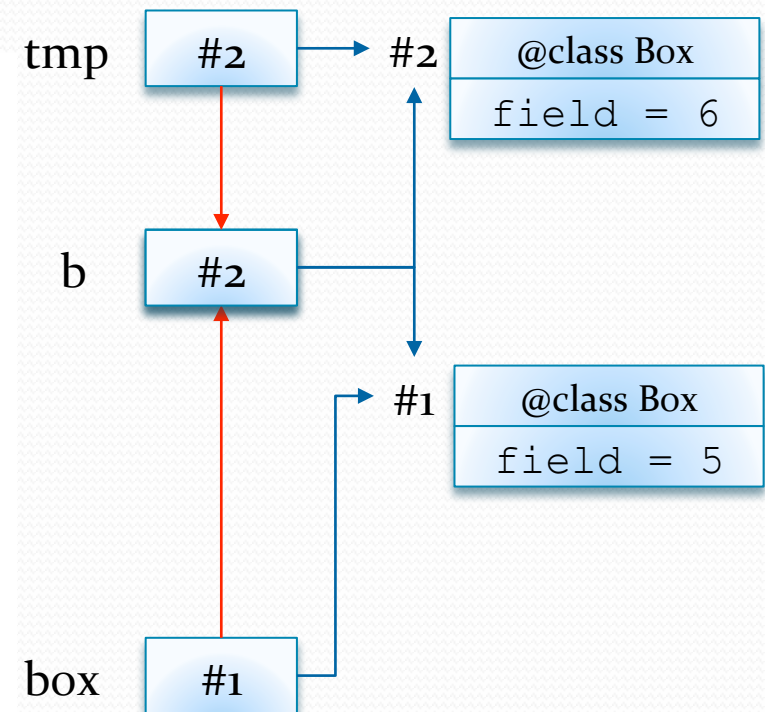 tmp #2 #2 @class Box
field = 6
b #2
#1 @class Box
field = 5
box #1